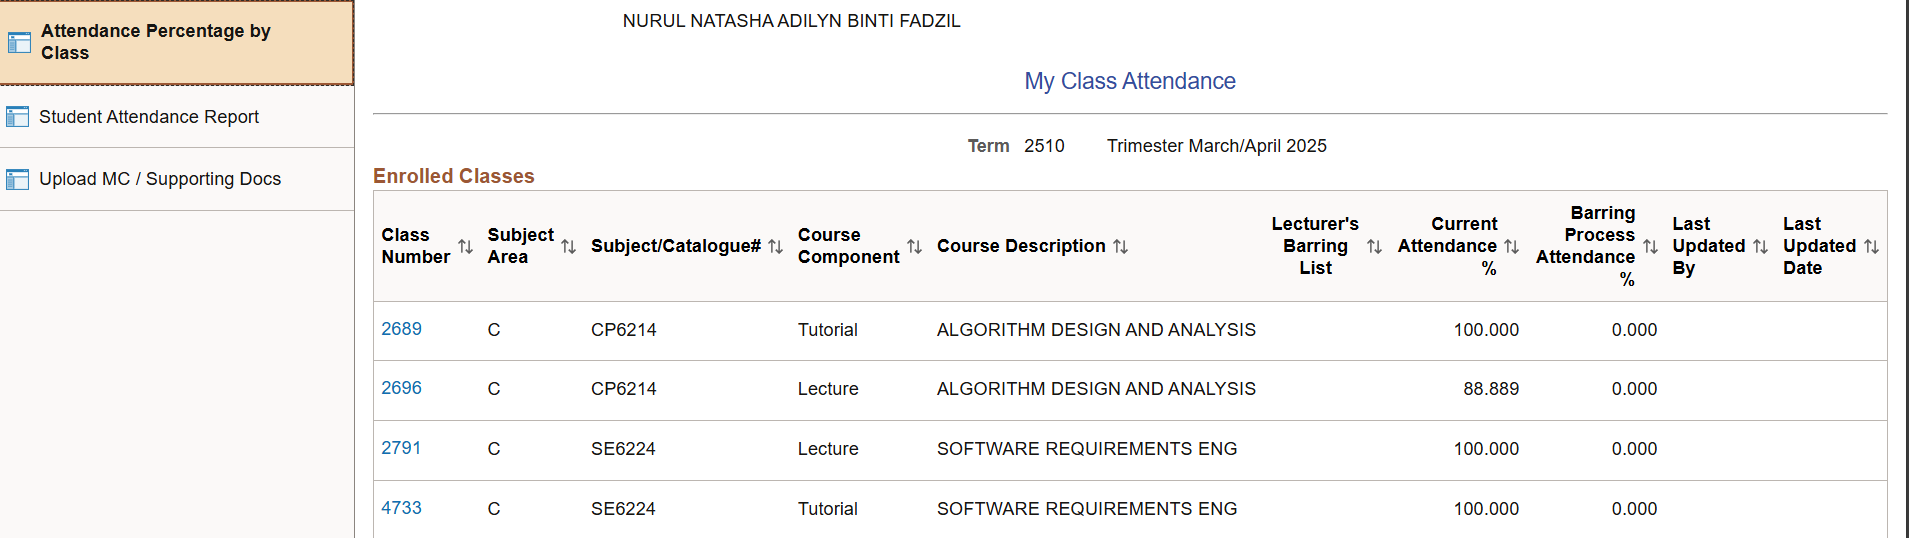 Attendance Percentage by
Class
Student Attendance Report
Upload MC / Supporting Docs
NURUL NATASHA ADILYN BINTI FADZIL
My Class Attendance
Term 2510 Trimester March/April 2025
Enrolled Classes
Class Number Subject Area Subject/Catalogue# Course Component Course Description Lecturer's Barring List Current Attendance % Barring Process Attendance % Last Updated By Last Updated Date
2689 C CP6214 Tutorial ALGORITHM DESIGN AND ANALYSIS 100.000 0.000
2696 C CP6214 Lecture ALGORITHM DESIGN AND ANALYSIS 88.889 0.000
2791 C SE6224 Lecture SOFTWARE REQUIREMENTS ENG 100.000 0.000
4733 C SE6224 Tutorial SOFTWARE REQUIREMENTS ENG 100.000 0.000